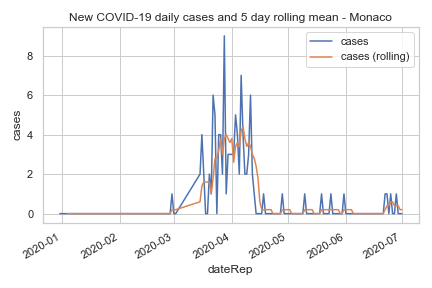 New COVID-19 daily cases and 5 day rolling mean - Monaco
cases
cases (rolling)
8
6
4
2
0
cases
2020-01
2020-02
2020-03
2020-04
2020-05
2020-06
2020-07
dateRep